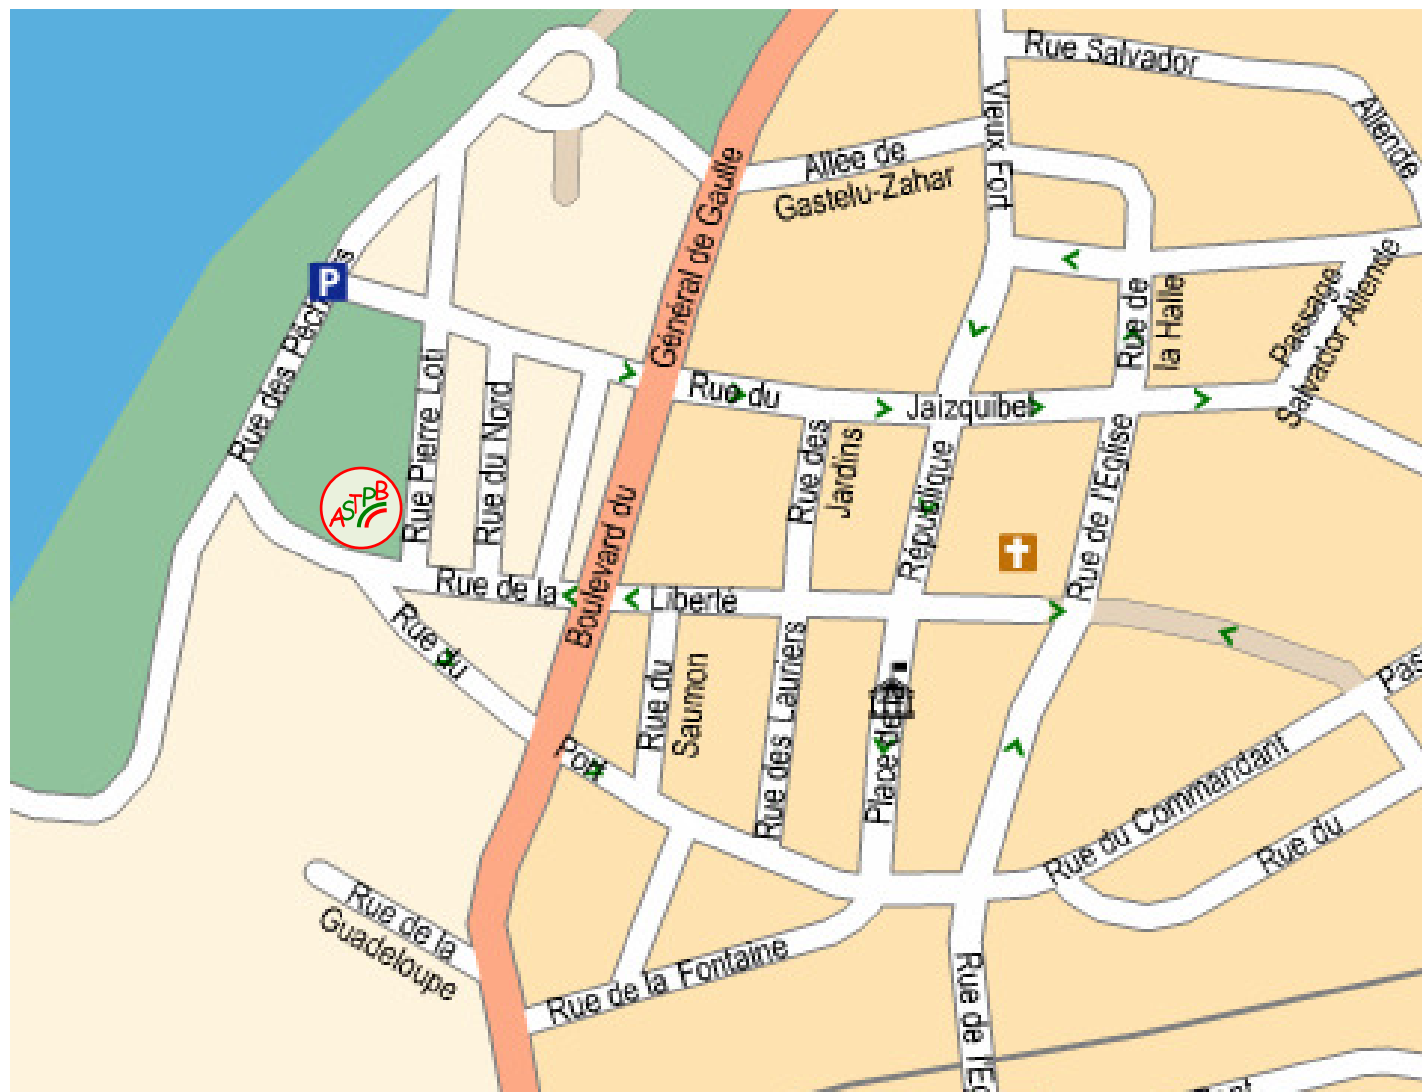 Rue Salvador
Allende
Vieux Fort
Allée de
Gastelu-Zahar
Général de Gaulle
Boulevard du
P
Rue des
Rue Pierre Loti
Rue du Nord
ASTPB
Rue du
Jaizquibel
Rue de
la Halle
Passage
Salvador Allende
Rue des
Jardins
République
Rue de l'Eglise
Rue de la
Liberté
Rue du
Port
Rue du
Saumon
Rue des Lauriers
Place de la
Rue du Commandant
Pas
Rue du
Rue de la
Guadeloupe
Rue de la Fontaine
Rue de l'E